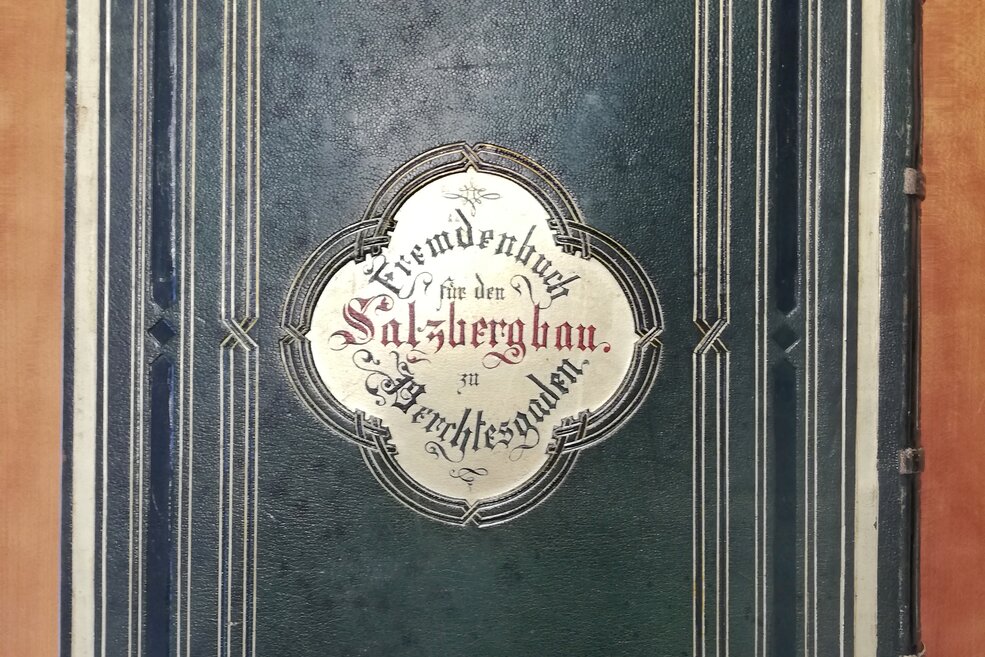 Fremdenbuch
für den
Salzbergbau.
zu
Berchtesgaden.